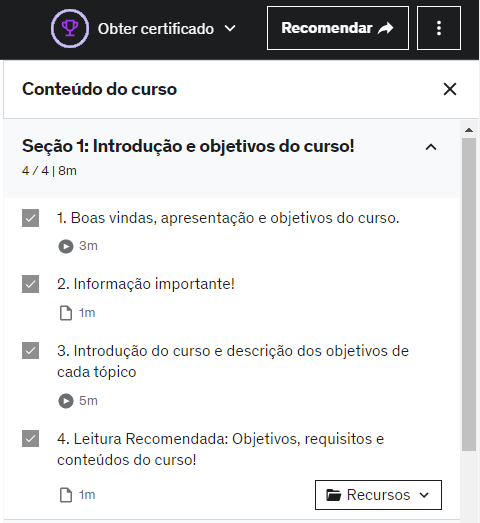 Obter certificado
Recomendar
Conteúdo do curso
Seção 1: Introdução e objetivos do curso!
4 / 4 | 8m
1. Boas vindas, apresentação e objetivos do curso.
3m
2. Informação importante!
1m
3. Introdução do curso e descrição dos objetivos de
cada tópico
5m
4. Leitura Recomendada: Objetivos, requisitos e
conteúdos do curso!
1m
Recursos